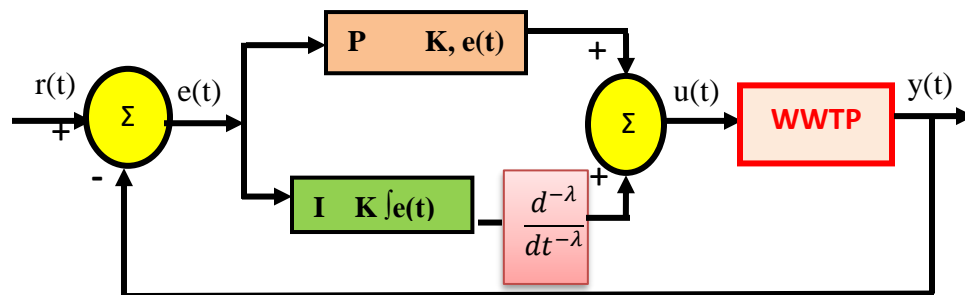 P K, e(t)
+
r(t)
e(t)
u(t)
y(t)
Σ
Σ
WWTP
+
-
+
I K ∫e(t)
d^{-λ}
dt^{-λ}